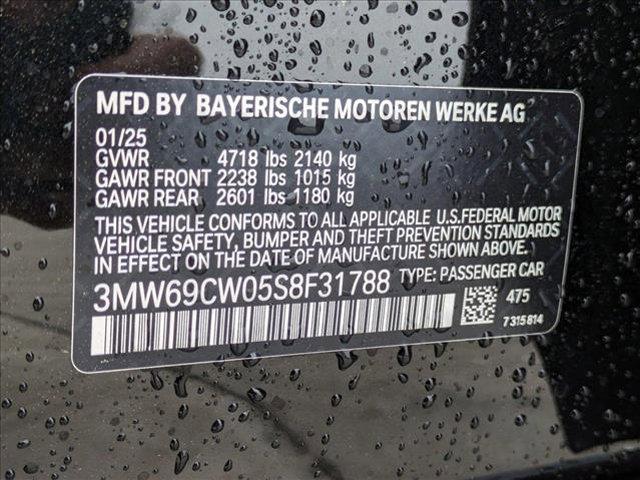 MFD BY BAYERISCHE MOTOREN WERKE AG
01/25
GVWR 4718 lbs 2140 kg
GAWR FRONT 2238 lbs 1015 kg
GAWR REAR 2601 lbs 1180 kg
THIS VEHICLE CONFORMS TO ALL APPLICABLE U.S.FEDERAL MOTOR
VEHICLE SAFETY, BUMPER AND THEFT PREVENTION STANDARDS
IN EFFECT ON THE DATE OF MANUFACTURE SHOWN ABOVE.
3MW69CW05S8F31788 TYPE: PASSENGER CAR
475
7315814